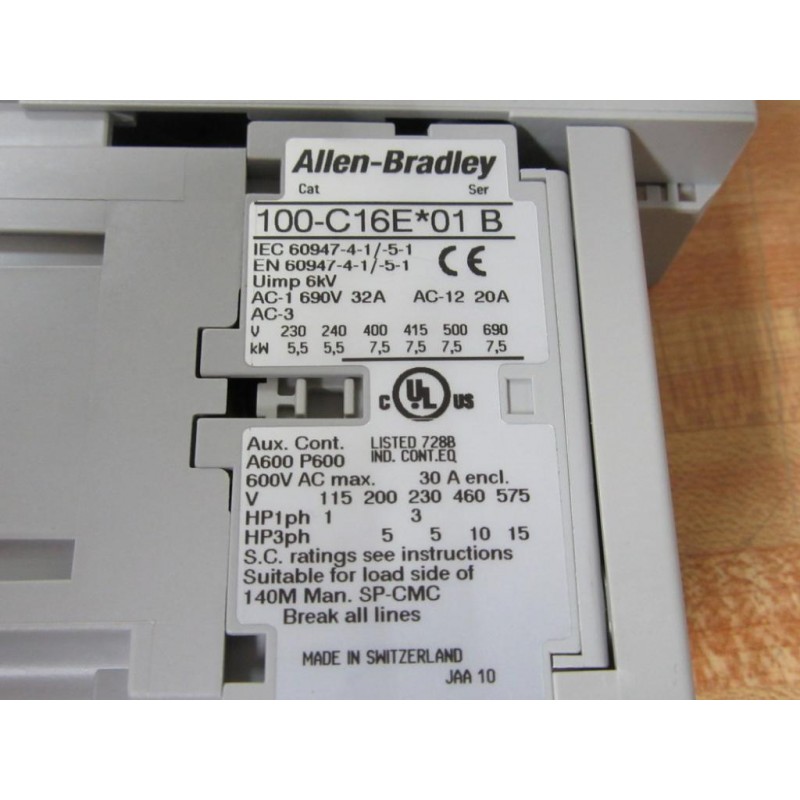 Allen-Bradley
Cat Ser
100-C16E*01 B
IEC 60947-4-1/-5-1
EN 60947-4-1/-5-1
CE
Uimp 6kV
AC-1 690V 32A AC-12 20A
AC-3
V 230 240 400 415 500 690
kW 5,5 5,5 7,5 7,5 7,5 7,5
C UL US
Aux. Cont. LISTED 7288
A600 P600 IND. CONT.EQ
600V AC max. 30 A encl.
V 115 200 230 460 575
HP1ph 1 3
HP3ph 5 5 10 15
S.C. ratings see instructions
Suitable for load side of
140M Man. SP-CMC
Break all lines
MADE IN SWITZERLAND
JAA 10